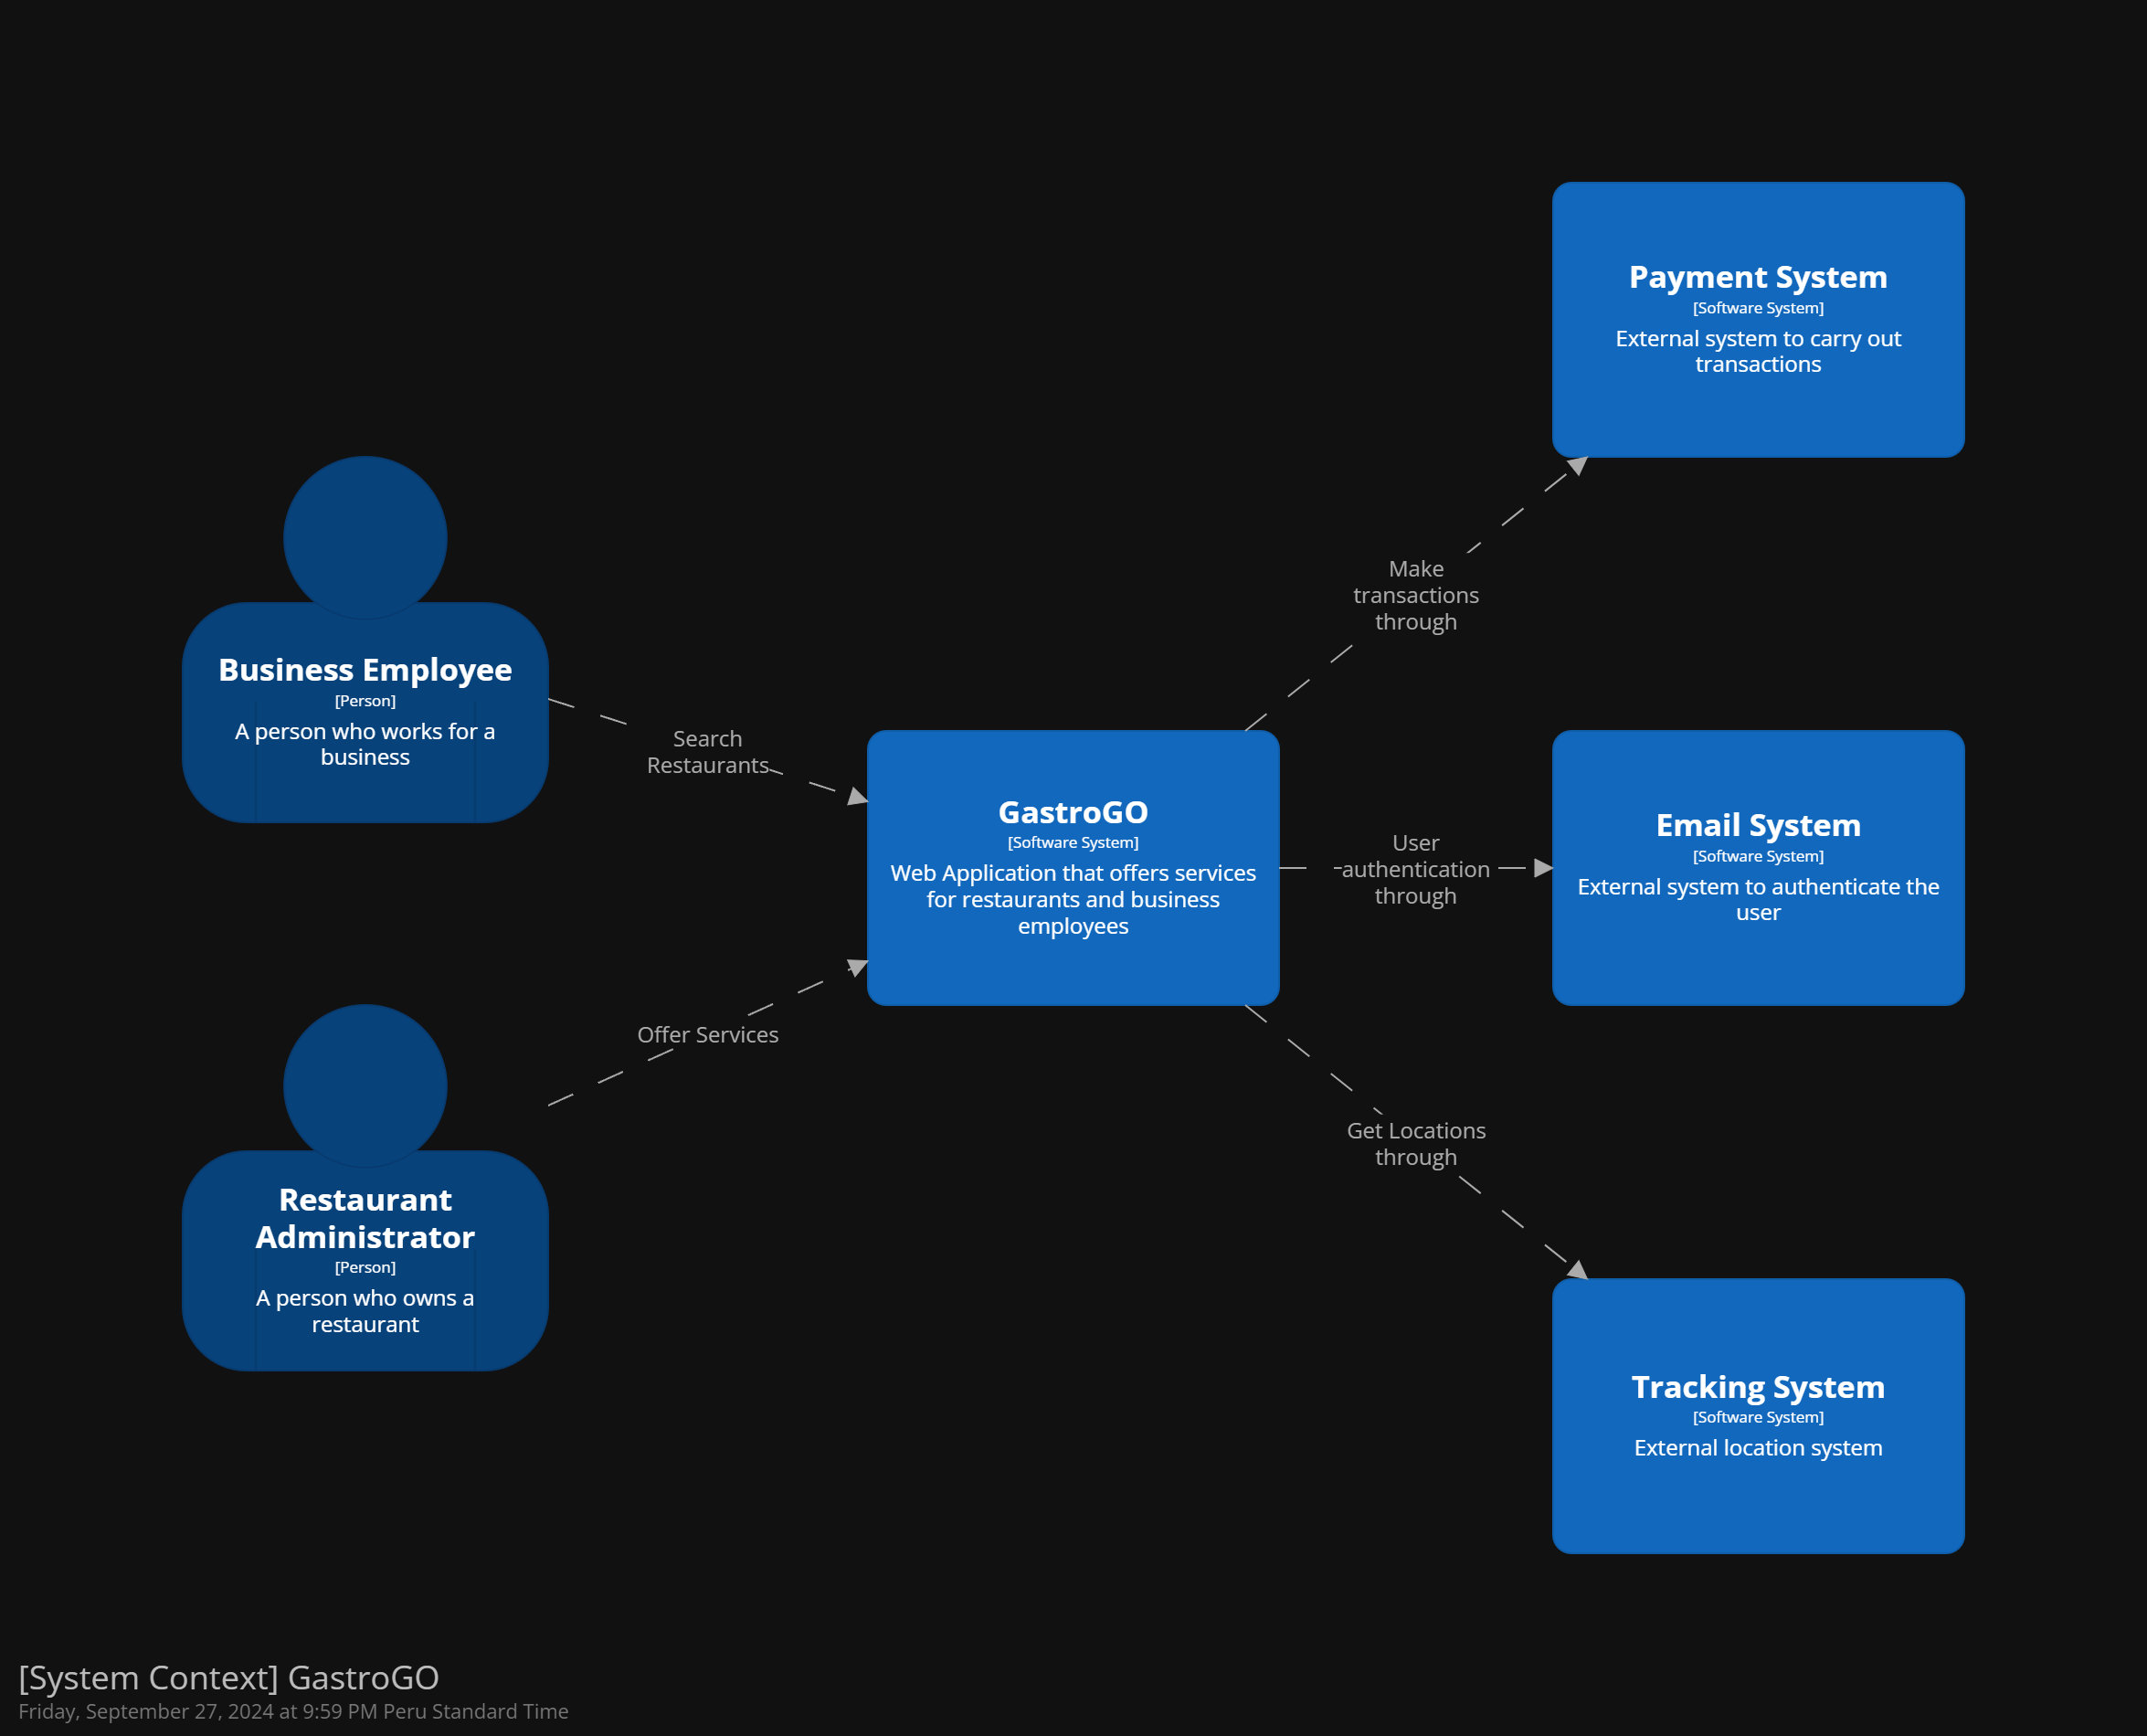 Payment System
[Software System]
External system to carry out
transactions
Make
transactions
through
Business Employee
[Person]
A person who works for a
business
Search
Restaurants
GastroGO
[Software System]
Web Application that offers services
for restaurants and business
employees
User
authentication
through
Email System
[Software System]
External system to authenticate the
user
Offer Services
Restaurant
Administrator
[Person]
A person who owns a
restaurant
Get Locations
through
Tracking System
[Software System]
External location system
[System Context] GastroGO
Friday, September 27, 2024 at 9:59 PM Peru Standard Time